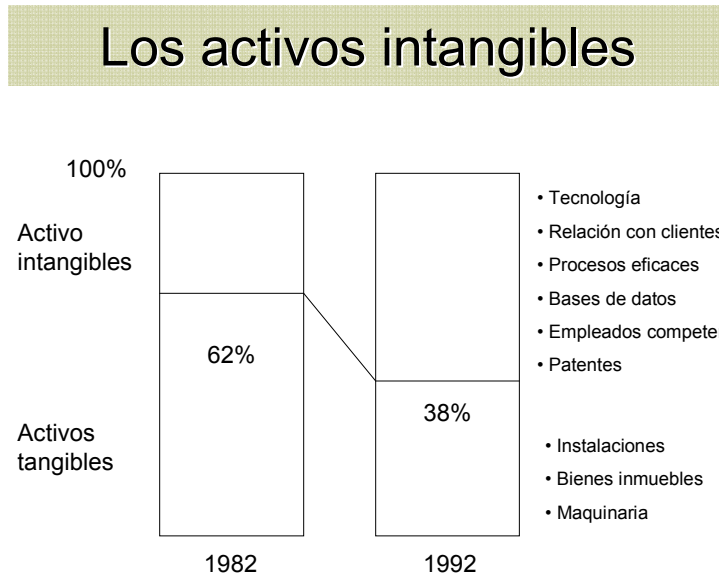 Los activos intangibles
100%
Activo
intangibles
62%
Activos
tangibles
1982
38%
1992
• Tecnología
• Relación con clientes
• Procesos eficaces
• Bases de datos
• Empleados compete
• Patentes
• Instalaciones
• Bienes inmuebles
• Maquinaria